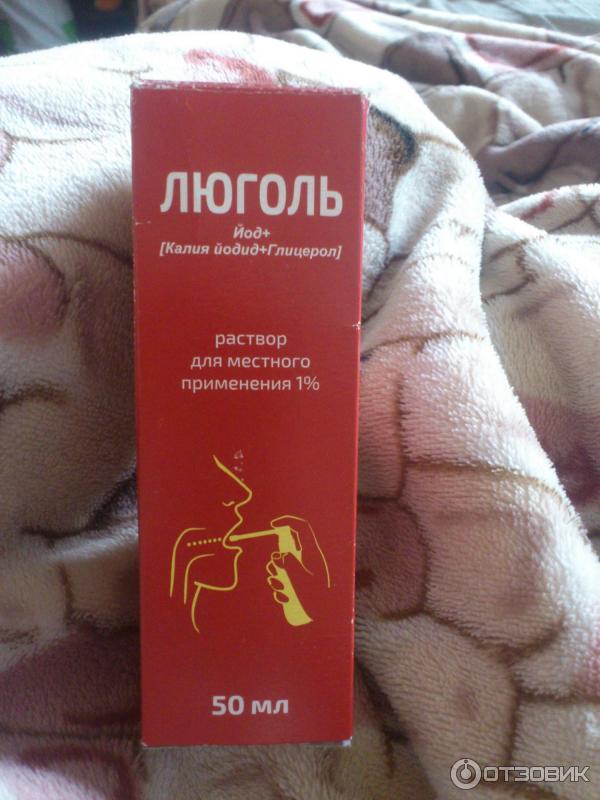 ЛЮГОЛЬ
Йод+
[Калия йодид+Глицерол]
раствор
для местного
применения 1%
50 мл
ОТЗОВИК